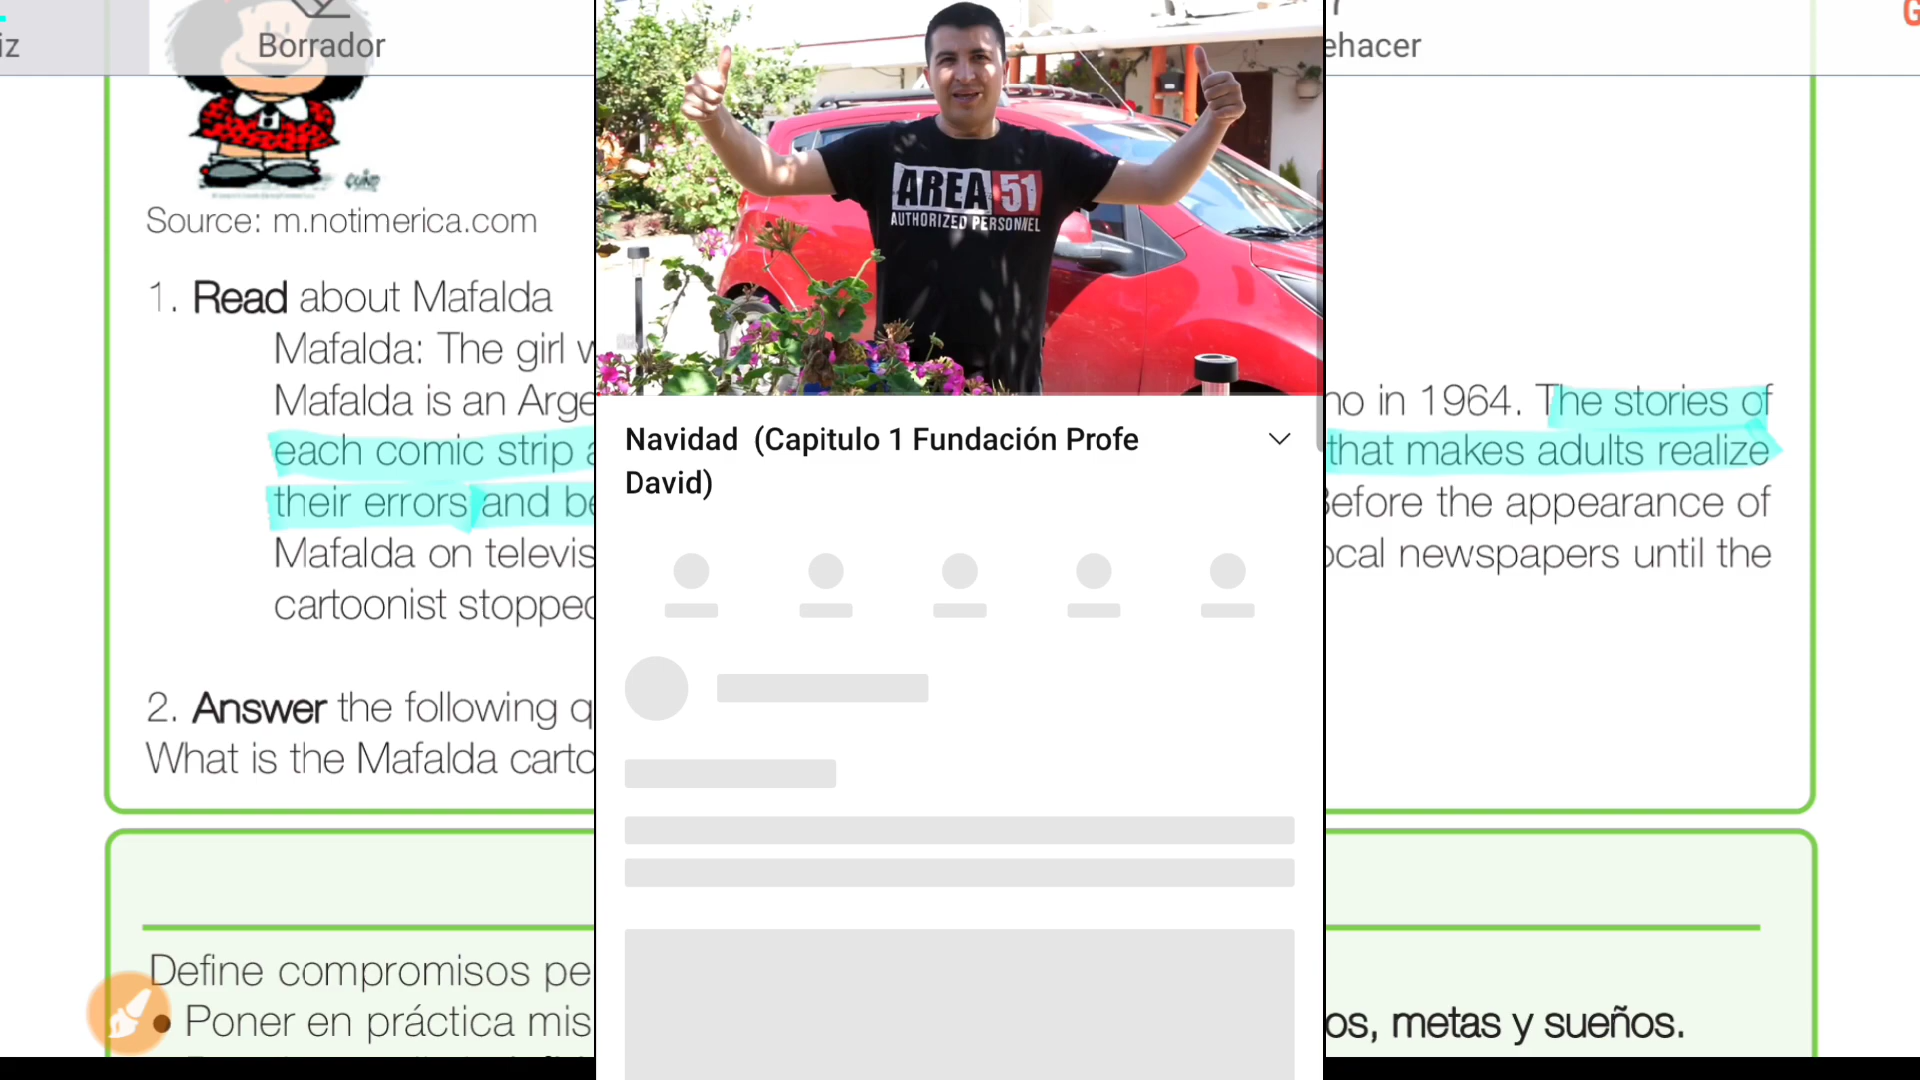 iz
Borrador
ehacer
G
AREA 51
AUTHORIZED PERSONNEL
QUINO
Source: m.notimerica.com
1. Read about Mafalda
Mafalda: The girl w
Mafalda is an Arge
no in 1964. The stories of
each comic strip a
that makes adults realize
their errors and be
Before the appearance of
Mafalda on televis
ocal newspapers until the
cartoonist stopped
Navidad (Capitulo 1 Fundación Profe
David)
2. Answer the following q
What is the Mafalda carto
Define compromisos pe
• Poner en práctica mis
os, metas y sueños.